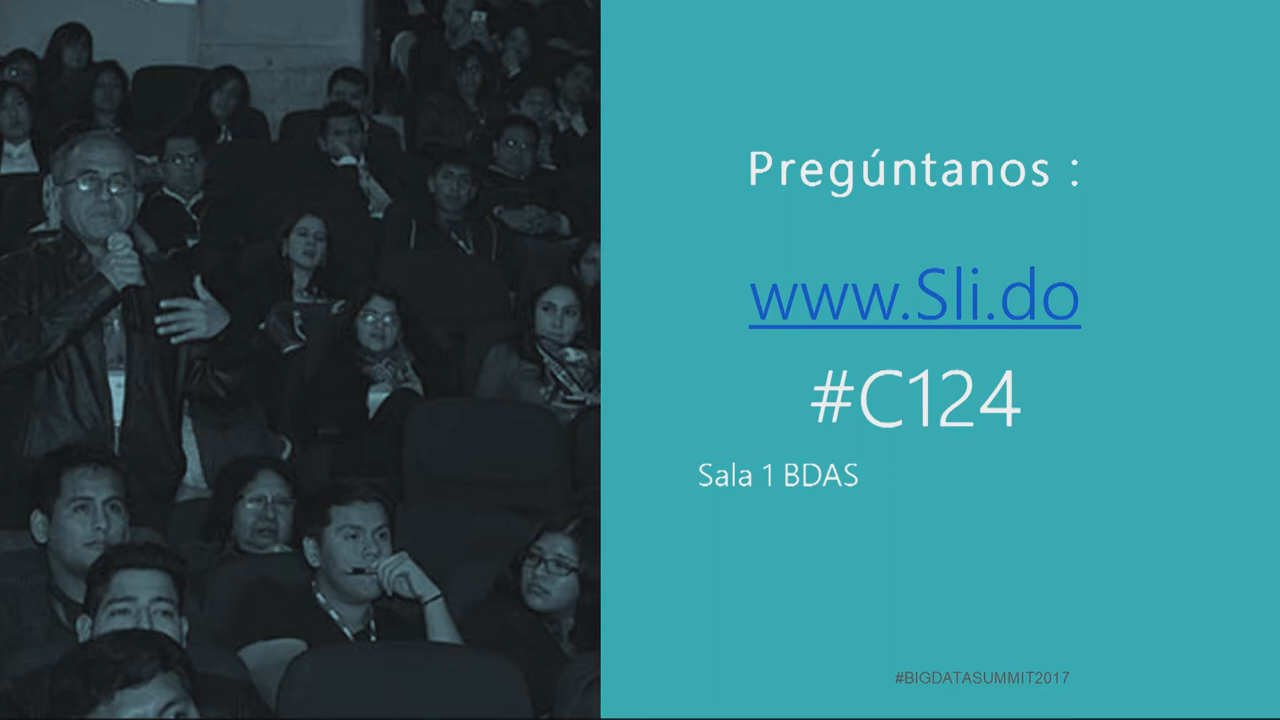 Pregúntanos :
www.Sli.do
#C124
Sala 1 BDAS
#BIGDATASUMMIT2017